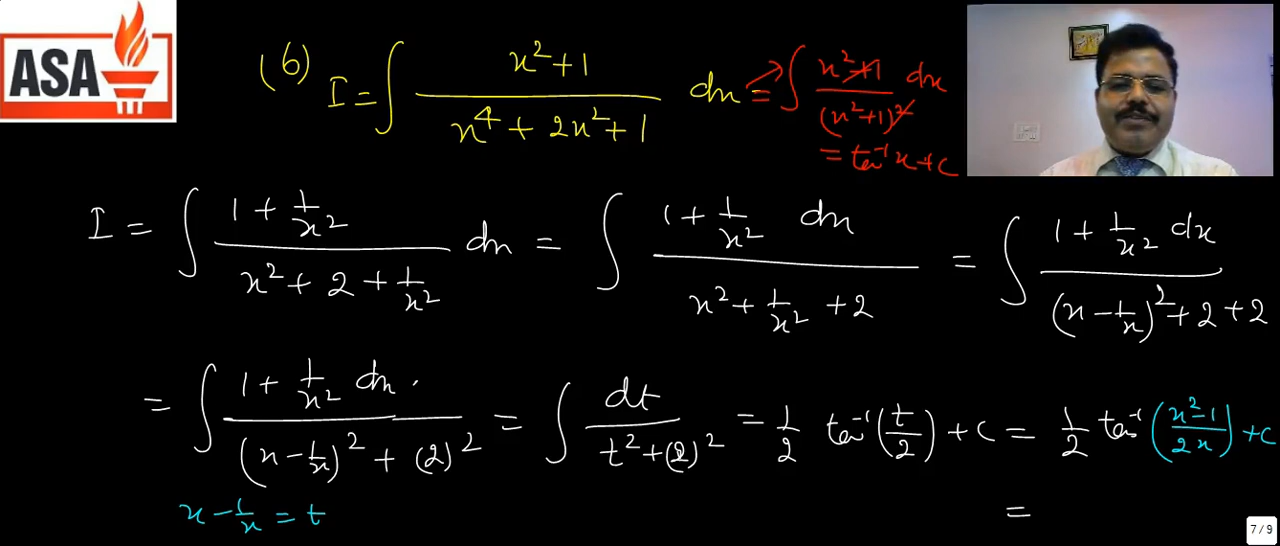 ASA
(6) I = ∫ x²+1 / x⁴ + 2x² + 1 dx = ∫ x²+1 / (x²+1)² dx
= tan⁻¹ x + c
I = ∫ 1 + 1/x² / x² + 2 + 1/x² dx = ∫ 1 + 1/x² dx / x² + 1/x² + 2 = ∫ 1 + 1/x² dx / (x - 1/x)² + 2 + 2
= ∫ 1 + 1/x² dx / (x - 1/x)² + (2)² = ∫ dt / t² + (2)² = 1/2 tan⁻¹ (t/2) + C = 1/2 tan⁻¹ (x²-1 / 2x) + C
x - 1/x = t
=
7 / 9